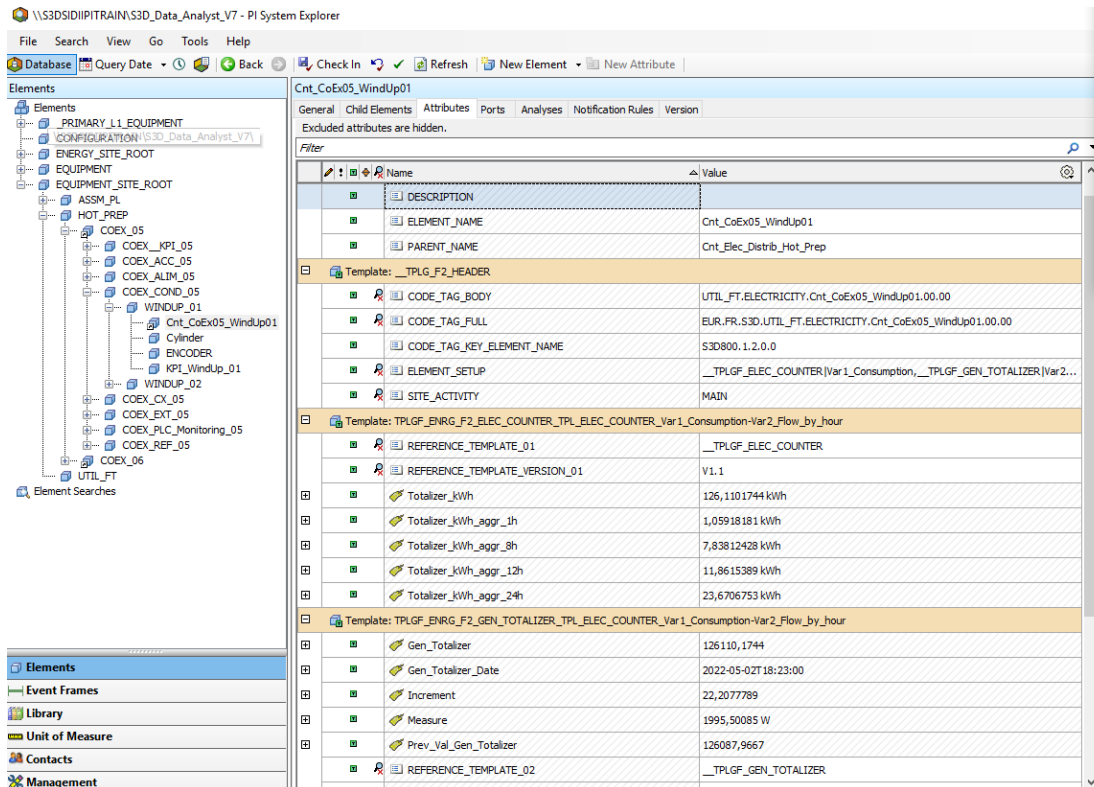 \\S3DSIDIIPITRAIN\S3D_Data_Analyst_V7 - PI System Explorer
File Search View Go Tools Help
Database Query Date Back Check In Refresh New Element New Attribute
Elements
Elements
_PRIMARY_L1_EQUIPMENT
CONFIGURATION
S3D_Data_Analyst_V7\
ENERGY_SITE_ROOT
EQUIPMENT
EQUIPMENT_SITE_ROOT
ASSM_PL
HOT_PREP
COEX_05
COEX__KPI_05
COEX_ACC_05
COEX_ALIM_05
COEX_COND_05
WINDUP_01
Cnt_CoEx05_WindUp01
Cylinder
ENCODER
KPI_WindUp_01
WINDUP_02
COEX_CX_05
COEX_EXT_05
COEX_PLC_Monitoring_05
COEX_REF_05
COEX_06
UTIL_FT
Element Searches
Elements
Event Frames
Library
Unit of Measure
Contacts
Management
Cnt_CoEx05_WindUp01
General Child Elements Attributes Ports Analyses Notification Rules Version
Excluded attributes are hidden.
Filter
Name Value
DESCRIPTION
ELEMENT_NAME Cnt_CoEx05_WindUp01
PARENT_NAME Cnt_Elec_Distrib_Hot_Prep
Template: __TPLG_F2_HEADER
CODE_TAG_BODY UTIL_FT.ELECTRICITY.Cnt_CoEx05_WindUp01.00.00
CODE_TAG_FULL EUR.FR.S3D.UTIL_FT.ELECTRICITY.Cnt_CoEx05_WindUp01.00.00
CODE_TAG_KEY_ELEMENT_NAME S3D800.1.2.0.0
ELEMENT_SETUP __TPLGF_ELEC_COUNTER|Var1_Consumption,__TPLGF_GEN_TOTALIZER|Var2...
SITE_ACTIVITY MAIN
Template: TPLGF_ENRG_F2_ELEC_COUNTER_TPL_ELEC_COUNTER_Var1_Consumption-Var2_Flow_by_hour
REFERENCE_TEMPLATE_01 __TPLGF_ELEC_COUNTER
REFERENCE_TEMPLATE_VERSION_01 V1.1
Totalizer_kWh 126,1101744 kWh
Totalizer_kWh_aggr_1h 1,05918181 kWh
Totalizer_kWh_aggr_8h 7,83812428 kWh
Totalizer_kWh_aggr_12h 11,8615389 kWh
Totalizer_kWh_aggr_24h 23,6706753 kWh
Template: TPLGF_ENRG_F2_GEN_TOTALIZER_TPL_ELEC_COUNTER_Var1_Consumption-Var2_Flow_by_hour
Gen_Totalizer 126110,1744
Gen_Totalizer_Date 2022-05-02T18:23:00
Increment 22,2077789
Measure 1995,50085 W
Prev_Val_Gen_Totalizer 126087,9667
REFERENCE_TEMPLATE_02 __TPLGF_GEN_TOTALIZER